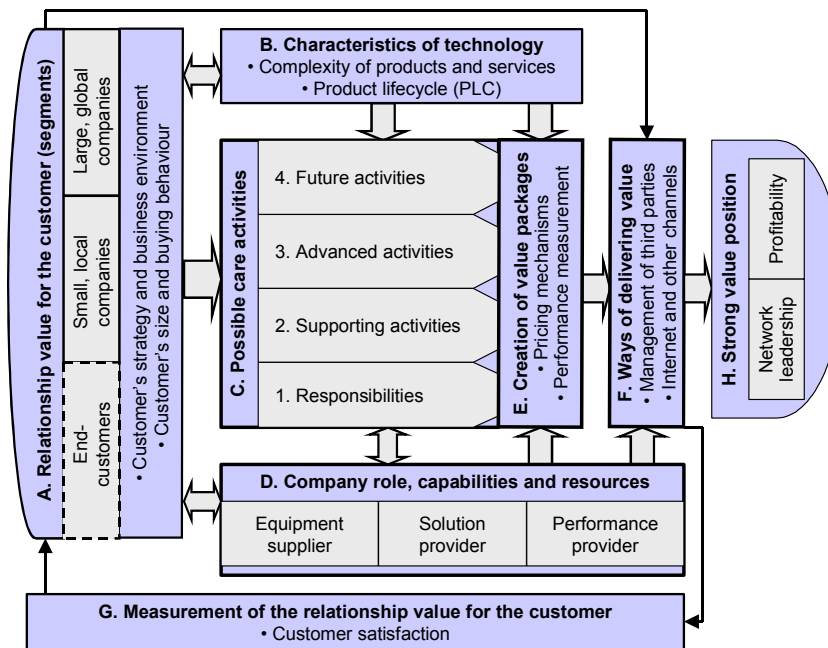 A. Relationship value for the customer (segments)
Large, global
companies
Small, local
companies
End-
customers
• Customer's strategy and business environment
• Customer's size and buying behaviour
B. Characteristics of technology
• Complexity of products and services
• Product lifecycle (PLC)
C. Possible care activities
4. Future activities
3. Advanced activities
2. Supporting activities
1. Responsibilities
E. Creation of value packages
• Pricing mechanisms
• Performance measurement
F. Ways of delivering value
• Management of third parties
• Internet and other channels
H. Strong value position
Profitability
Network
leadership
D. Company role, capabilities and resources
Equipment
supplier
Solution
provider
Performance
provider
G. Measurement of the relationship value for the customer
• Customer satisfaction